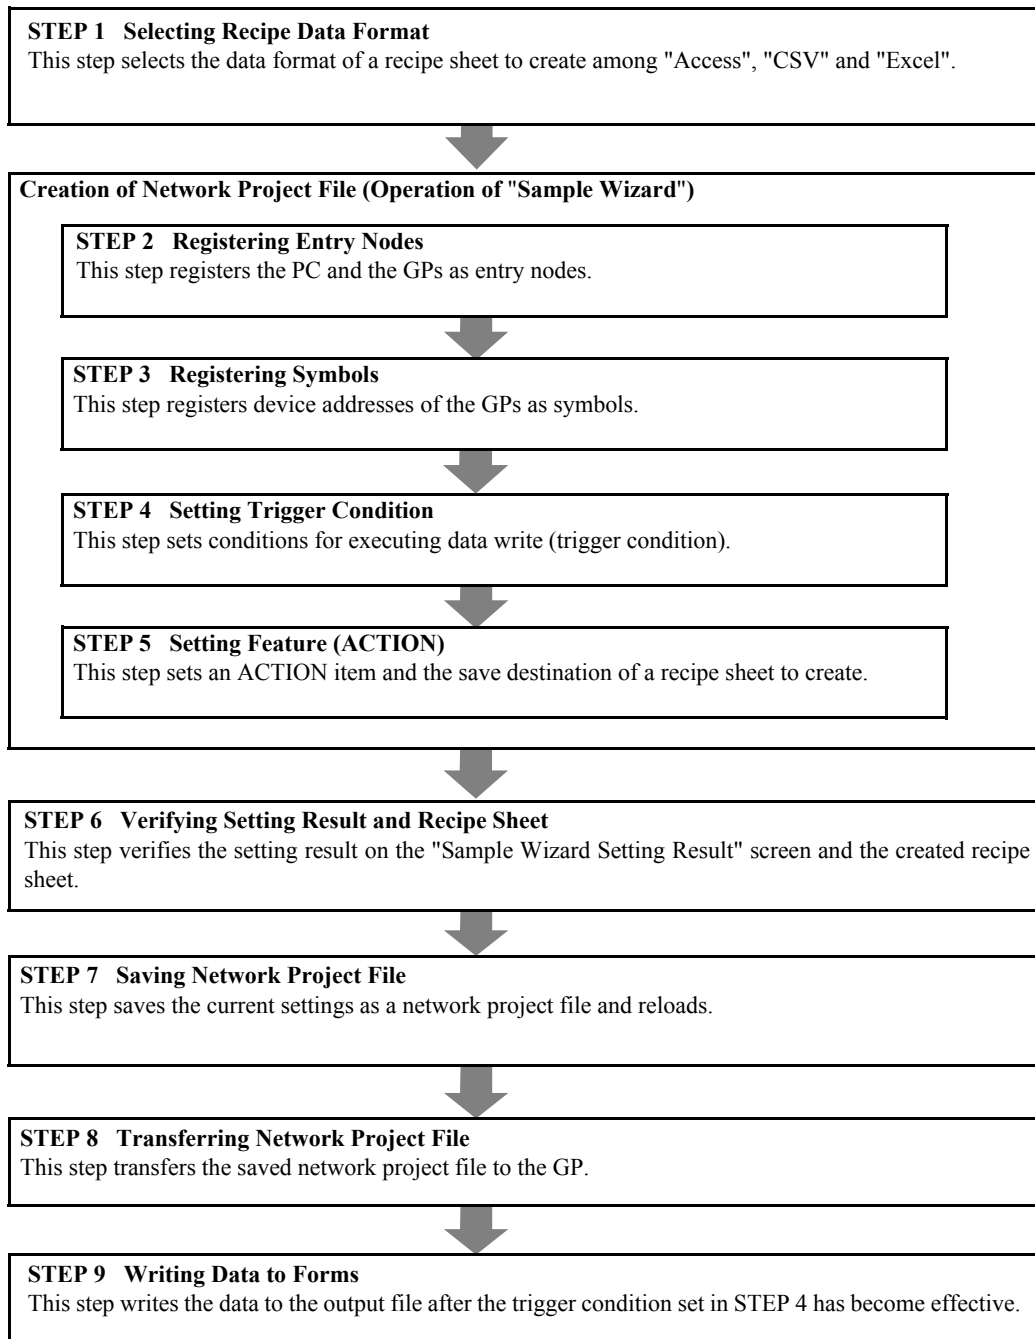 STEP 1 Selecting Recipe Data Format
This step selects the data format of a recipe sheet to create among "Access", "CSV" and "Excel".
Creation of Network Project File (Operation of "Sample Wizard")
STEP 2 Registering Entry Nodes
This step registers the PC and the GPs as entry nodes.
STEP 3 Registering Symbols
This step registers device addresses of the GPs as symbols.
STEP 4 Setting Trigger Condition
This step sets conditions for executing data write (trigger condition).
STEP 5 Setting Feature (ACTION)
This step sets an ACTION item and the save destination of a recipe sheet to create.
STEP 6 Verifying Setting Result and Recipe Sheet
This step verifies the setting result on the "Sample Wizard Setting Result" screen and the created recipe
sheet.
STEP 7 Saving Network Project File
This step saves the current settings as a network project file and reloads.
STEP 8 Transferring Network Project File
This step transfers the saved network project file to the GP.
STEP 9 Writing Data to Forms
This step writes the data to the output file after the trigger condition set in STEP 4 has become effective.